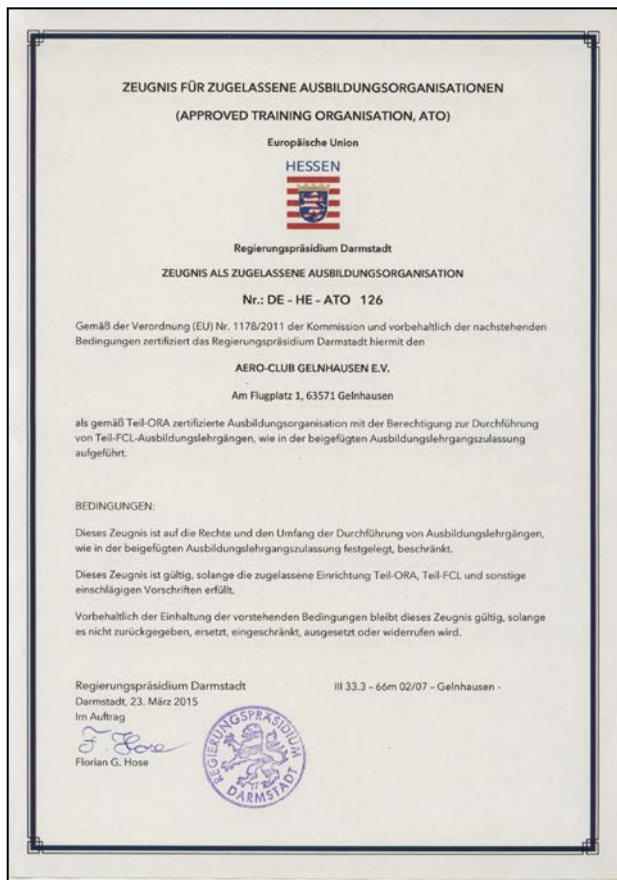 ZEUGNIS FÜR ZUGELASSENE AUSBILDUNGSORGANISATIONEN
(APPROVED TRAINING ORGANISATION, ATO)
Europäische Union
HESSEN
Regierungspräsidium Darmstadt
ZEUGNIS ALS ZUGELASSENE AUSBILDUNGSORGANISATION
Nr.: DE - HE - ATO 126
Gemäß der Verordnung (EU) Nr. 1178/2011 der Kommission und vorbehaltlich der nachstehenden
Bedingungen zertifiziert das Regierungspräsidium Darmstadt hiermit den
AERO-CLUB GELNHAUSEN E.V.
Am Flugplatz 1, 63571 Gelnhausen
als gemäß Teil-ORA zertifizierte Ausbildungsorganisation mit der Berechtigung zur Durchführung
von Teil-FCL-Ausbildungslehrgängen, wie in der beigefügten Ausbildungslehrgangszulassung
aufgeführt.
BEDINGUNGEN:
Dieses Zeugnis ist auf die Rechte und den Umfang der Durchführung von Ausbildungslehrgängen,
wie in der beigefügten Ausbildungslehrgangszulassung festgelegt, beschränkt.
Dieses Zeugnis ist gültig, solange die zugelassene Einrichtung Teil-ORA, Teil-FCL und sonstige
einschlägigen Vorschriften erfüllt.
Vorbehaltlich der Einhaltung der vorstehenden Bedingungen bleibt dieses Zeugnis gültig, solange
es nicht zurückgegeben, ersetzt, eingeschränkt, ausgesetzt oder widerrufen wird.
Regierungspräsidium Darmstadt III 33.3 - 66m 02/07 - Gelnhausen -
Darmstadt, 23. März 2015
Im Auftrag
F. Hose
Florian G. Hose
REGIERUNGSPRÄSIDIUM
DARMSTADT